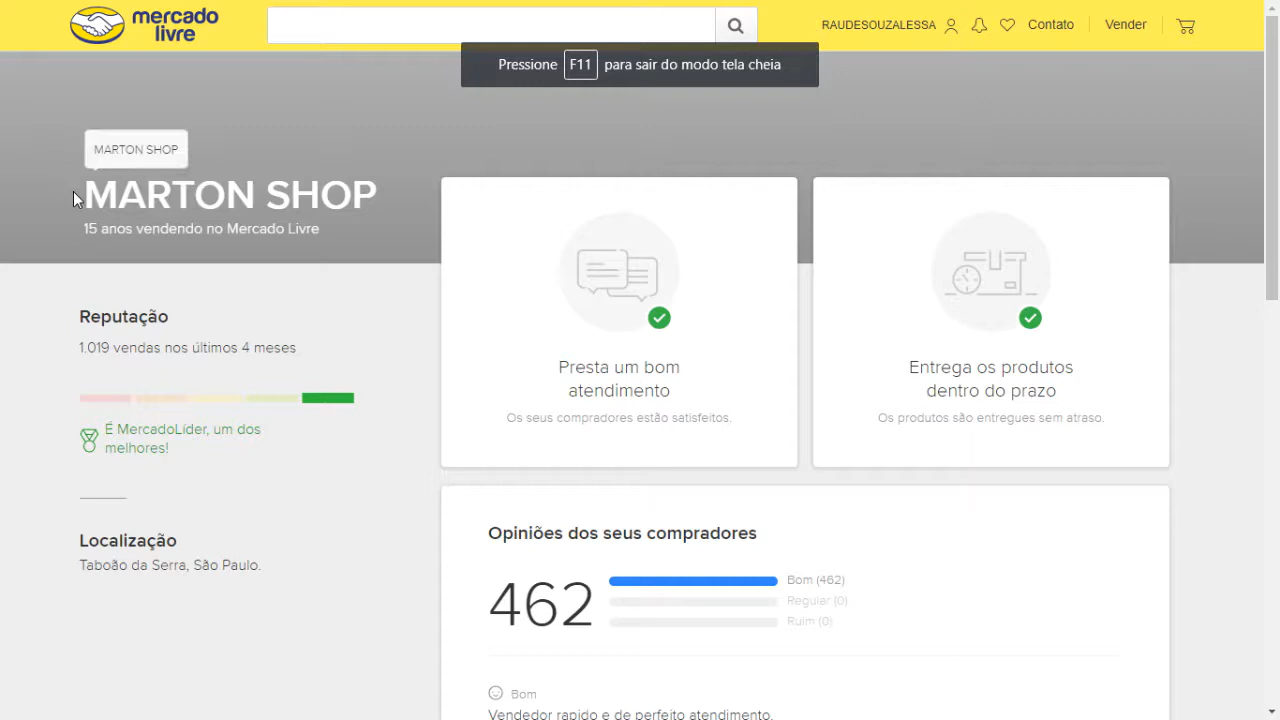 mercado
livre
RAUDESOUZALESSA
Contato
Vender
Pressione F11 para sair do modo tela cheia
MARTON SHOP
MARTON SHOP
15 anos vendendo no Mercado Livre
Reputação
1.019 vendas nos últimos 4 meses
É MercadoLíder, um dos
melhores!
Localização
Taboão da Serra, São Paulo.
Presta um bom
atendimento
Os seus compradores estão satisfeitos.
Entrega os produtos
dentro do prazo
Os produtos são entregues sem atraso.
Opiniões dos seus compradores
462
Bom (462)
Regular (0)
Ruim (0)
Bom
Vendedor rapido e de perfeito atendimento.